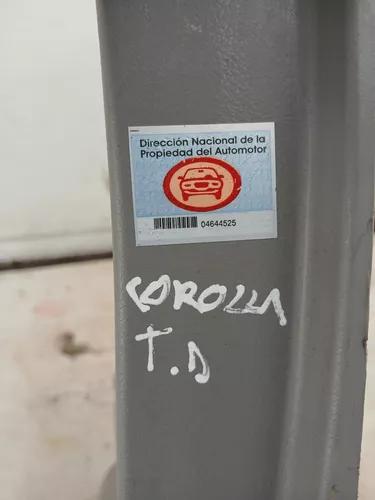 Dirección Nacional de la
Propiedad del Automotor
04644525
COROLLA
T.D